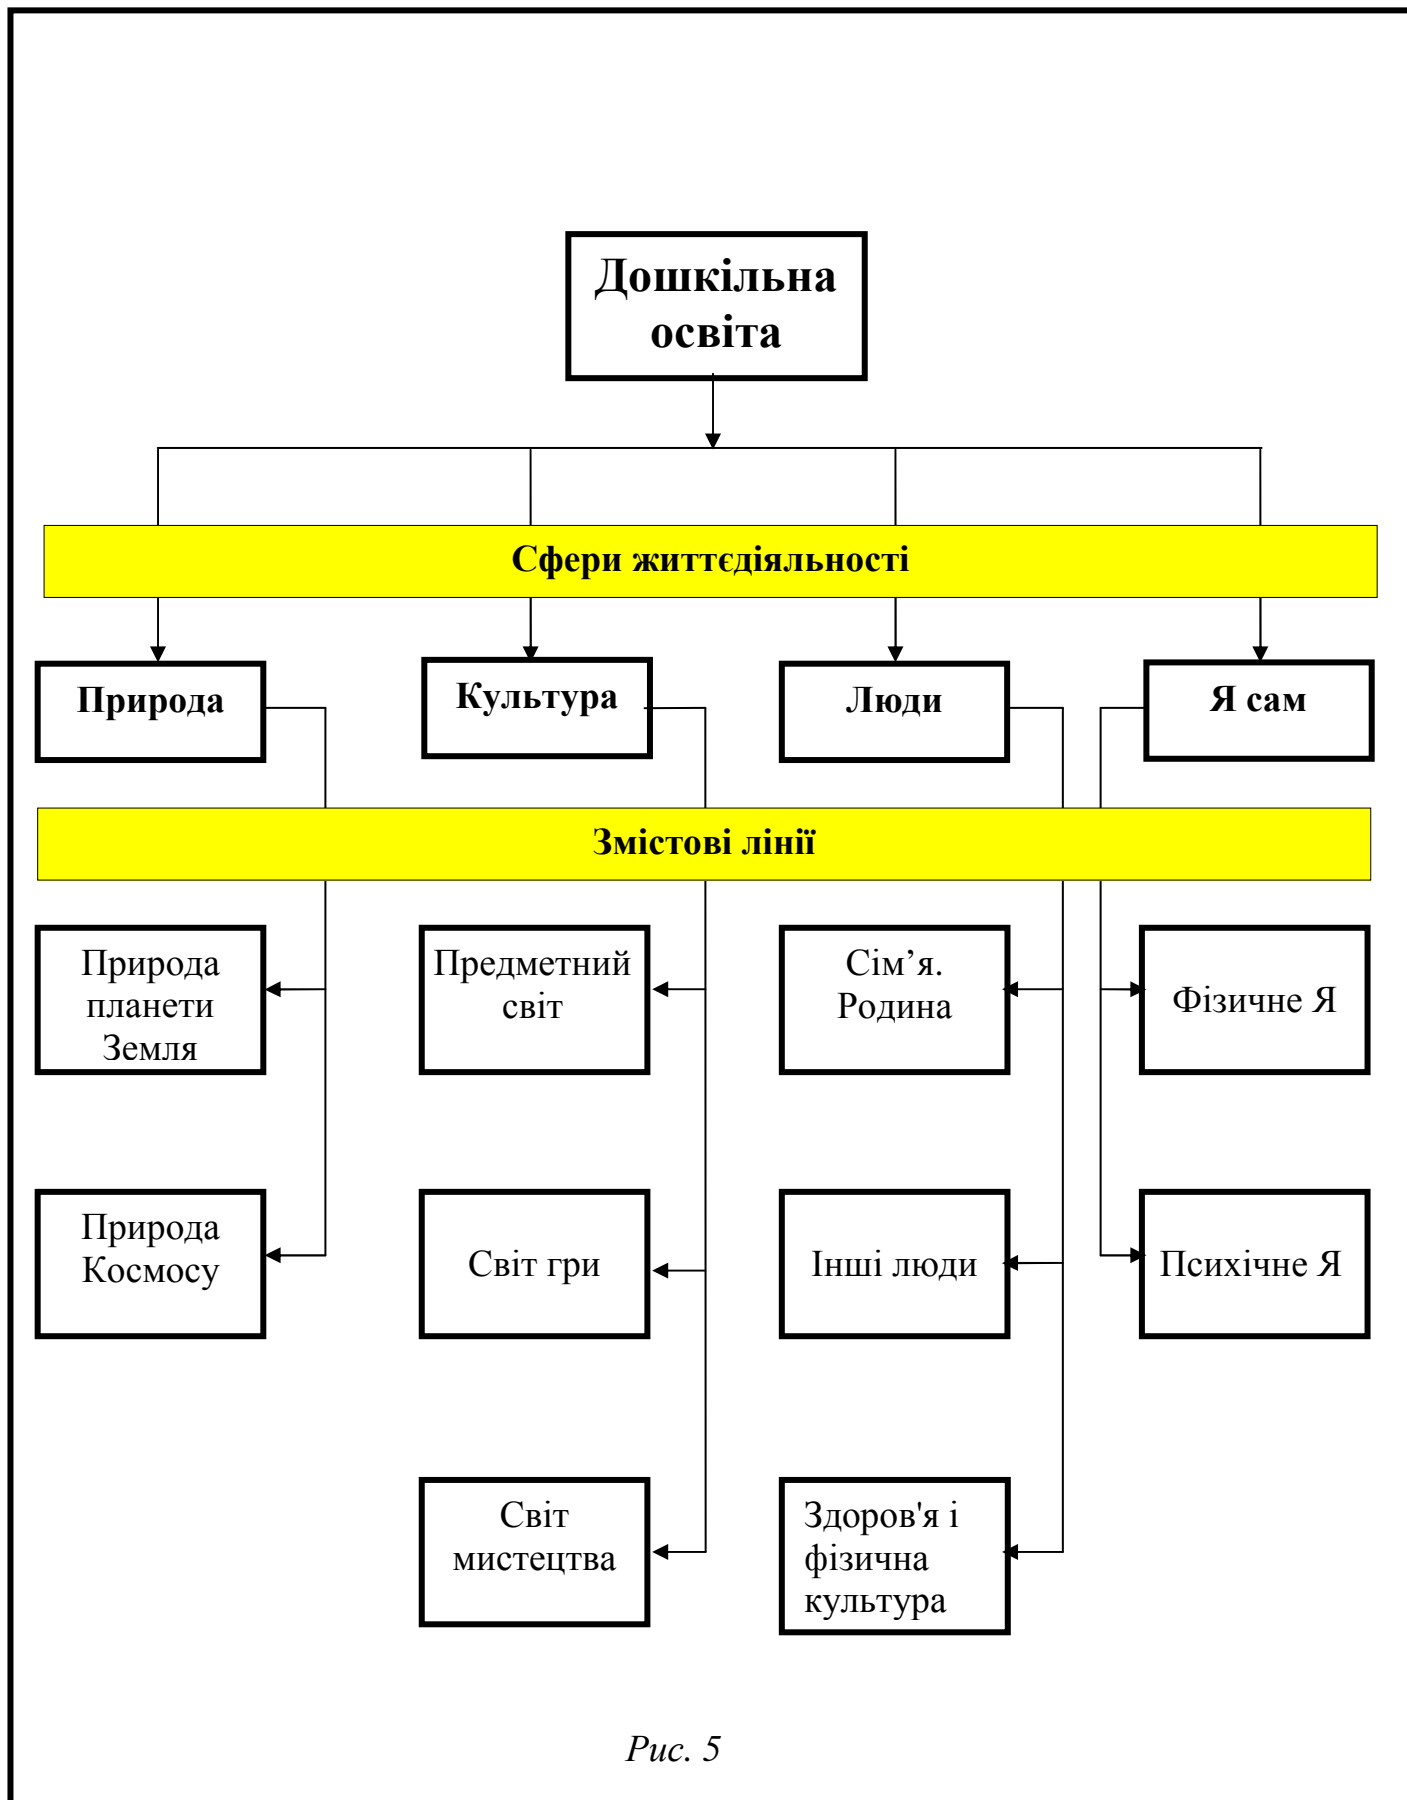 Дошкільна
освіта
Сфери життєдіяльності
Природа
Культура
Люди
Я сам
Змістові лінії
Природа
планети
Земля
Предметний
світ
Сім’я.
Родина
Фізичне Я
Природа
Космосу
Світ гри
Інші люди
Психічне Я
Світ
мистецтва
Здоров'я і
фізична
культура
Рис. 5